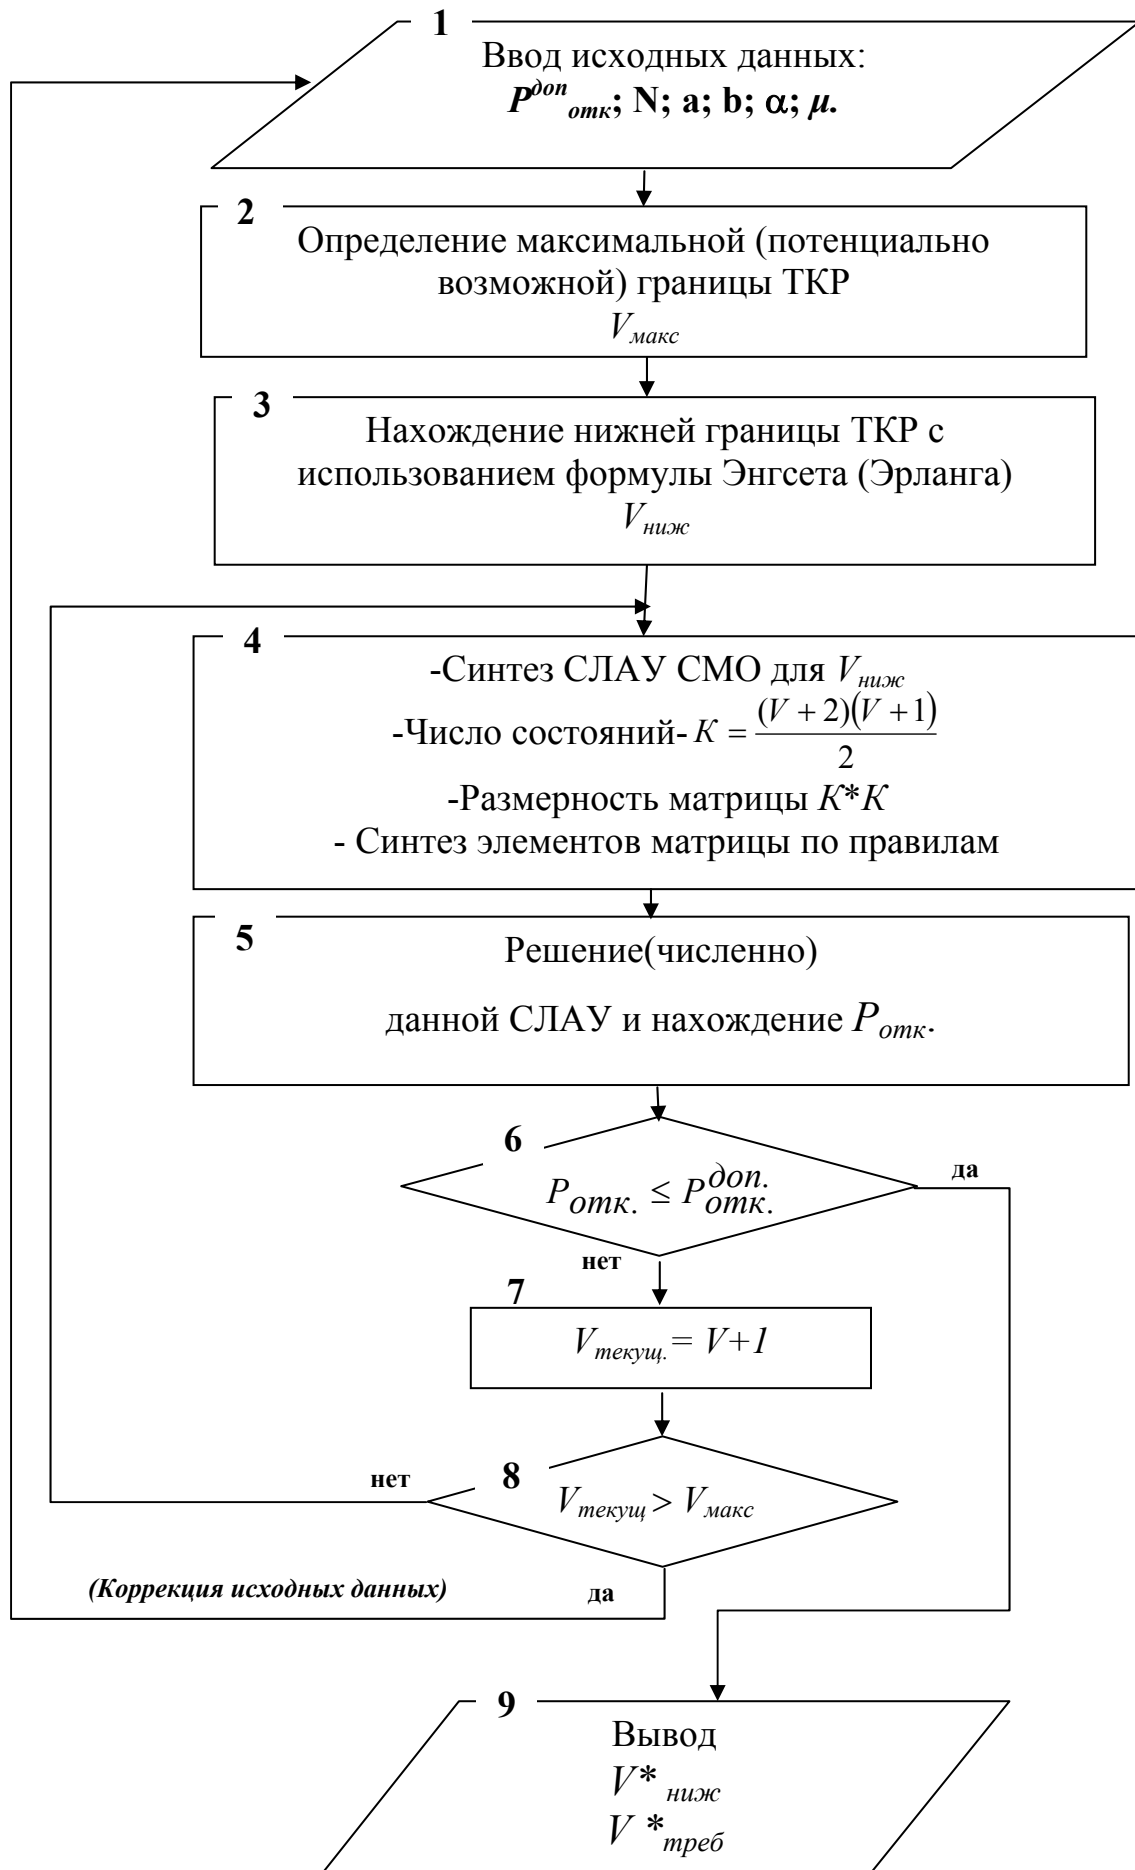 1
Ввод исходных данных:
P^доп_отк; N; a; b; α; μ.
2
Определение максимальной (потенциально
возможной) границы ТКР
V_макс
3
Нахождение нижней границы ТКР с
использованием формулы Энгсета (Эрланга)
V_ниж
4
-Синтез СЛАУ СМО для V_ниж
-Число состояний- K = (V + 2)(V + 1) / 2
-Размерность матрицы K*K
- Синтез элементов матрицы по правилам
5
Решение(численно)
данной СЛАУ и нахождение P_отк.
6
P_отк. ≤ P^доп._отк.
да
нет
7
V_текущ. = V+1
8
нет
V_текущ > V_макс
(Коррекция исходных данных)
да
9
Вывод
V*_ниж
V*_треб